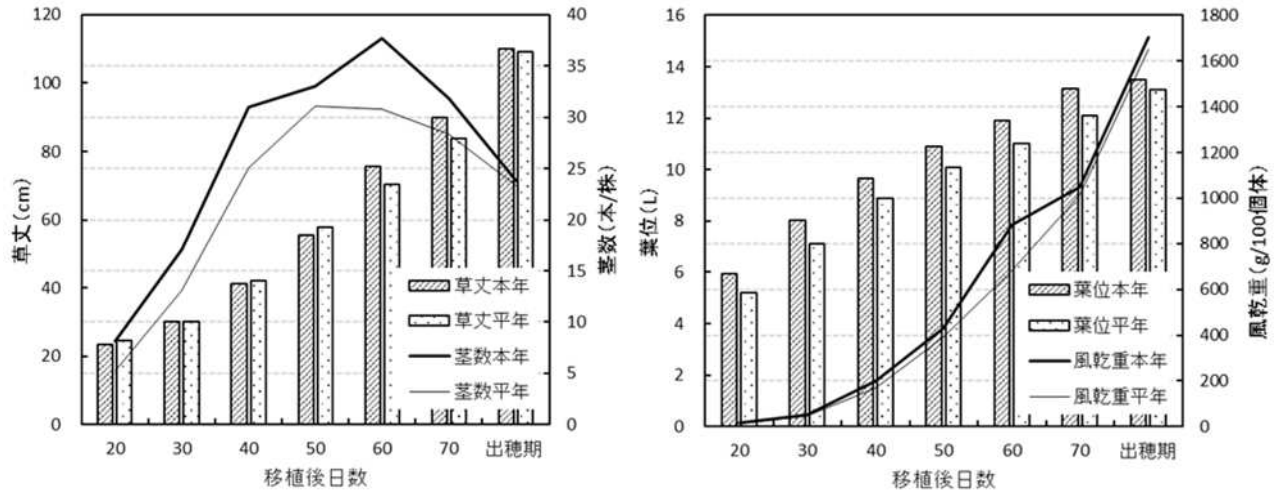 120
100
80
60
40
20
0
草丈(cm)
40
35
30
25
20
15
10
5
0
茎数(本/株)
草丈本年
草丈平年
茎数本年
茎数平年
20 30 40 50 60 70 出穂期
移植後日数
16
14
12
10
8
6
4
2
0
葉位(L)
1800
1600
1400
1200
1000
800
600
400
200
0
風乾重(g/100個体)
葉位本年
葉位平年
風乾重本年
風乾重平年
20 30 40 50 60 70 出穂期
移植後日数